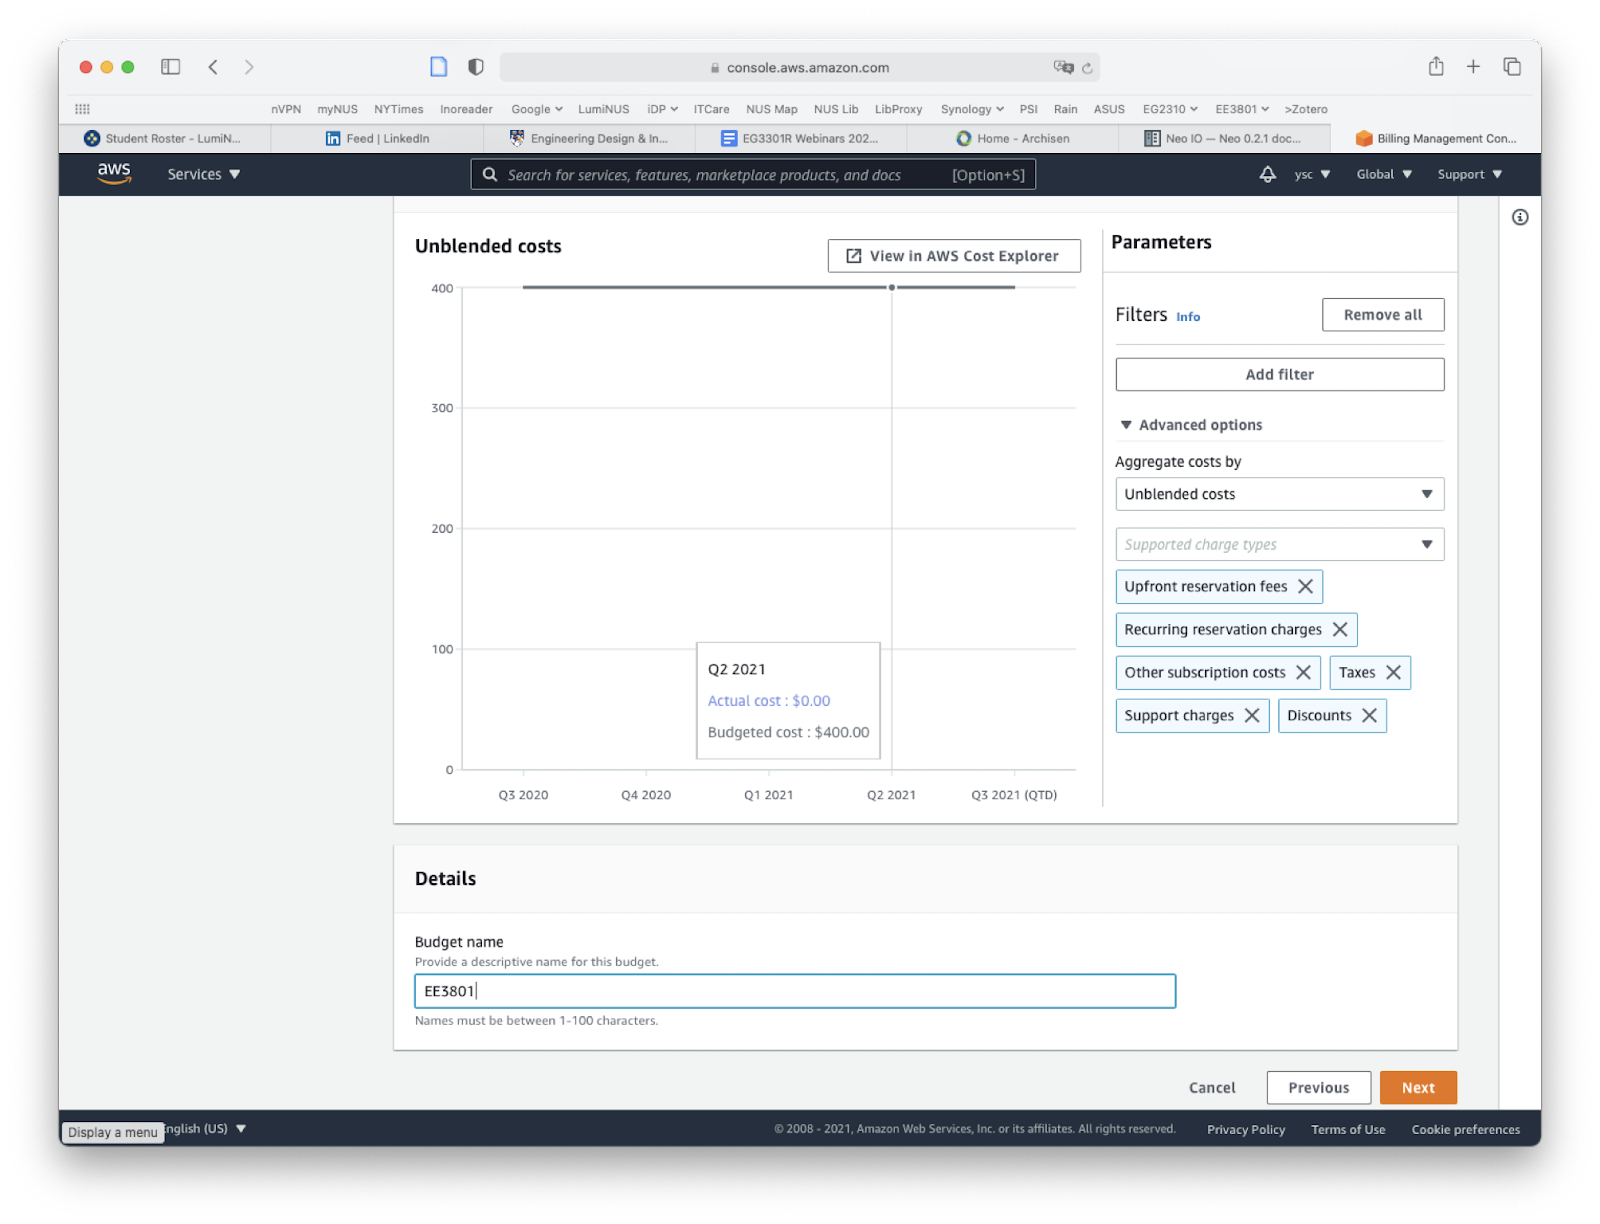 console.aws.amazon.com
nVPN myNUS NYTimes Inoreader Google LumiNUS iDP ITCare NUS Map NUS Lib LibProxy Synology PSI Rain ASUS EG2310 EE3801 >Zotero
Student Roster - LumiN... Feed | LinkedIn Engineering Design & In... EG3301R Webinars 202... Home - Archisen Neo IO — Neo 0.2.1 doc... Billing Management Con...
aws Services Search for services, features, marketplace products, and docs [Option+S] ysc Global Support
Unblended costs
View in AWS Cost Explorer
400
300
200
100
0
Q2 2021
Actual cost : $0.00
Budgeted cost : $400.00
Q3 2020 Q4 2020 Q1 2021 Q2 2021 Q3 2021 (QTD)
Parameters
Filters Info Remove all
Add filter
Advanced options
Aggregate costs by
Unblended costs
Supported charge types
Upfront reservation fees
Recurring reservation charges
Other subscription costs Taxes
Support charges Discounts
Details
Budget name
Provide a descriptive name for this budget.
EE3801
Names must be between 1-100 characters.
Cancel Previous Next
Display a menu nglish (US) © 2008 - 2021, Amazon Web Services, Inc. or its affiliates. All rights reserved. Privacy Policy Terms of Use Cookie preferences